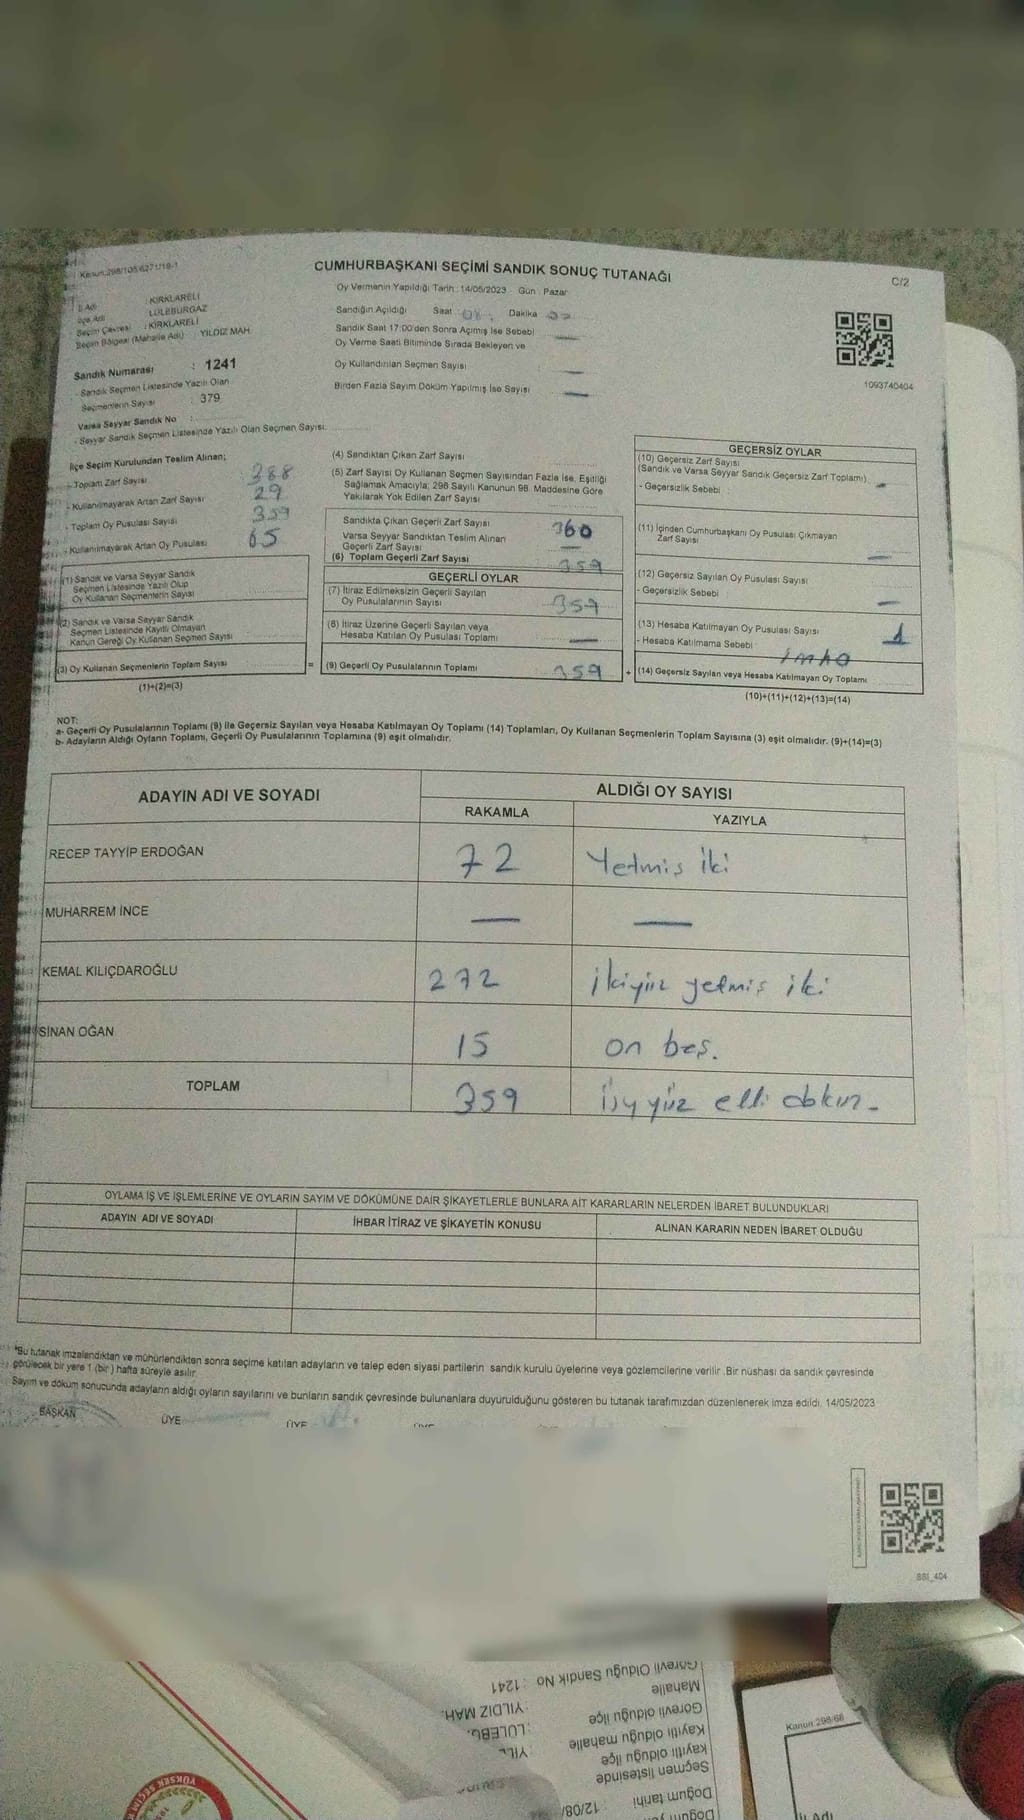 Kanun:298/105/6271/19-1
CUMHURBAŞKANI SEÇİMİ SANDIK SONUÇ TUTANAĞI
C/2
Oy Vermenin Yapıldığı Tarih : 14/05/2023 Gün : Pazar
İl Adı : KIRKLARELİ
İlçe Adı : LÜLEBURGAZ
Seçim Çevresi : KIRKLARELİ
Seçim Bölgesi (Mahalle Adı) : YILDIZ MAH.
Sandık Numarası : 1241
- Sandık Seçmen Listesinde Yazılı Olan
Seçmenlerin Sayısı : 379
Varsa Seyyar Sandık No :
- Seyyar Sandık Seçmen Listesinde Yazılı Olan Seçmen Sayısı:
Sandığın Açıldığı Saat Dakika
Sandık Saat 17:00'den Sonra Açımış İse Sebebi —
Oy Verme Saati Bitiminde Sırada Bekleyen ve
Oy Kullandırılan Seçmen Sayısı —
Birden Fazla Sayım Döküm Yapılmış İse Sayısı —
1093740404
İlçe Seçim Kurulundan Teslim Alınan;
- Toplam Zarf Sayısı 388
- Kullanılmayarak Artan Zarf Sayısı 29
- Toplam Oy Pusulası Sayısı 359
- Kullanılmayarak Artan Oy Pusulası 65
(1) Sandık ve Varsa Seyyar Sandık
Seçmen Listesinde Yazılı Olup
Oy Kullanan Seçmenlerin Sayısı
(2) Sandık ve Varsa Seyyar Sandık
Seçmen Listesinde Kayıtlı Olmayan
Kanun Gereği Oy Kullanan Seçmen Sayısı
(3) Oy Kullanan Seçmenlerin Toplam Sayısı
(1)+(2)=(3)
=
(4) Sandıktan Çıkan Zarf Sayısı
(5) Zarf Sayısı Oy Kullanan Seçmen Sayısından Fazla İse, Eşitliği
Sağlamak Amacıyla; 298 Sayılı Kanunun 98. Maddesine Göre
Yakılarak Yok Edilen Zarf Sayısı
Sandıkta Çıkan Geçerli Zarf Sayısı 360
Varsa Seyyar Sandıktan Teslim Alınan
Geçerli Zarf Sayısı —
(6) Toplam Geçerli Zarf Sayısı 359
GEÇERLİ OYLAR
(7) İtiraz Edilmeksizin Geçerli Sayılan
Oy Pusulalarının Sayısı 359
(8) İtiraz Üzerine Geçerli Sayılan veya
Hesaba Katılan Oy Pusulası Toplamı —
(9) Geçerli Oy Pusulalarının Toplamı 359
+
GEÇERSİZ OYLAR
(10) Geçersiz Zarf Sayısı
(Sandık ve Varsa Seyyar Sandık Geçersiz Zarf Toplamı) —
- Geçersizlik Sebebi :
(11) İçinden Cumhurbaşkanı Oy Pusulası Çıkmayan
Zarf Sayısı —
(12) Geçersiz Sayılan Oy Pusulası Sayısı
- Geçersizlik Sebebi —
(13) Hesaba Katılmayan Oy Pusulası Sayısı 1
- Hesaba Katılmama Sebebi imha
(14) Geçersiz Sayılan veya Hesaba Katılmayan Oy Toplamı
(10)+(11)+(12)+(13)=(14)
NOT:
a- Geçerli Oy Pusulalarının Toplamı (9) ile Geçersiz Sayılan veya Hesaba Katılmayan Oy Toplamı (14) Toplamları, Oy Kullanan Seçmenlerin Toplam Sayısına (3) eşit olmalıdır. (9)+(14)=(3)
b- Adayların Aldığı Oyların Toplamı, Geçerli Oy Pusulalarının Toplamına (9) eşit olmalıdır.
ADAYIN ADI VE SOYADI
ALDIĞI OY SAYISI
RAKAMLA YAZIYLA
RECEP TAYYİP ERDOĞAN 72 Yetmiş iki
MUHARREM İNCE — —
KEMAL KILIÇDAROĞLU 272 ikiyüz yetmiş iki
SİNAN OĞAN 15 on beş.
TOPLAM 359 üçyüz elli dokuz -
OYLAMA İŞ VE İŞLEMLERİNE VE OYLARIN SAYIM VE DÖKÜMÜNE DAİR ŞİKAYETLERLE BUNLARA AİT KARARLARIN NELERDEN İBARET BULUNDUKLARI
ADAYIN ADI VE SOYADI İHBAR İTİRAZ VE ŞİKAYETİN KONUSU ALINAN KARARIN NEDEN İBARET OLDUĞU
*Bu tutanak imzalandıktan ve mühürlendikten sonra seçime katılan adayların ve talep eden siyasi partilerin sandık kurulu üyelerine veya gözlemcilerine verilir. Bir nüshası da sandık çevresinde
görülecek bir yere 1 (bir) hafta süreyle asılır.
Sayım ve döküm sonucunda adayların aldığı oyların sayılarını ve bunların sandık çevresinde bulunanlara duyurulduğunu gösteren bu tutanak tarafımızdan düzenlenerek imza edildi. 14/05/2023
BAŞKAN ÜYE ÜYE ÜYE
SSI_404
Görevli Olduğu Sandık No : 1241
Mahalle : YILDIZ MAH.
Görevli olduğu ilçe : LÜLEBU
Kayıtlı olduğu mahalle
kayıtlı olduğu ilçe
Seçmen listesinde
Doğum tarihi : 12/08/
Kanun 298/68
İli Adı
YÜKSEK SEÇİM